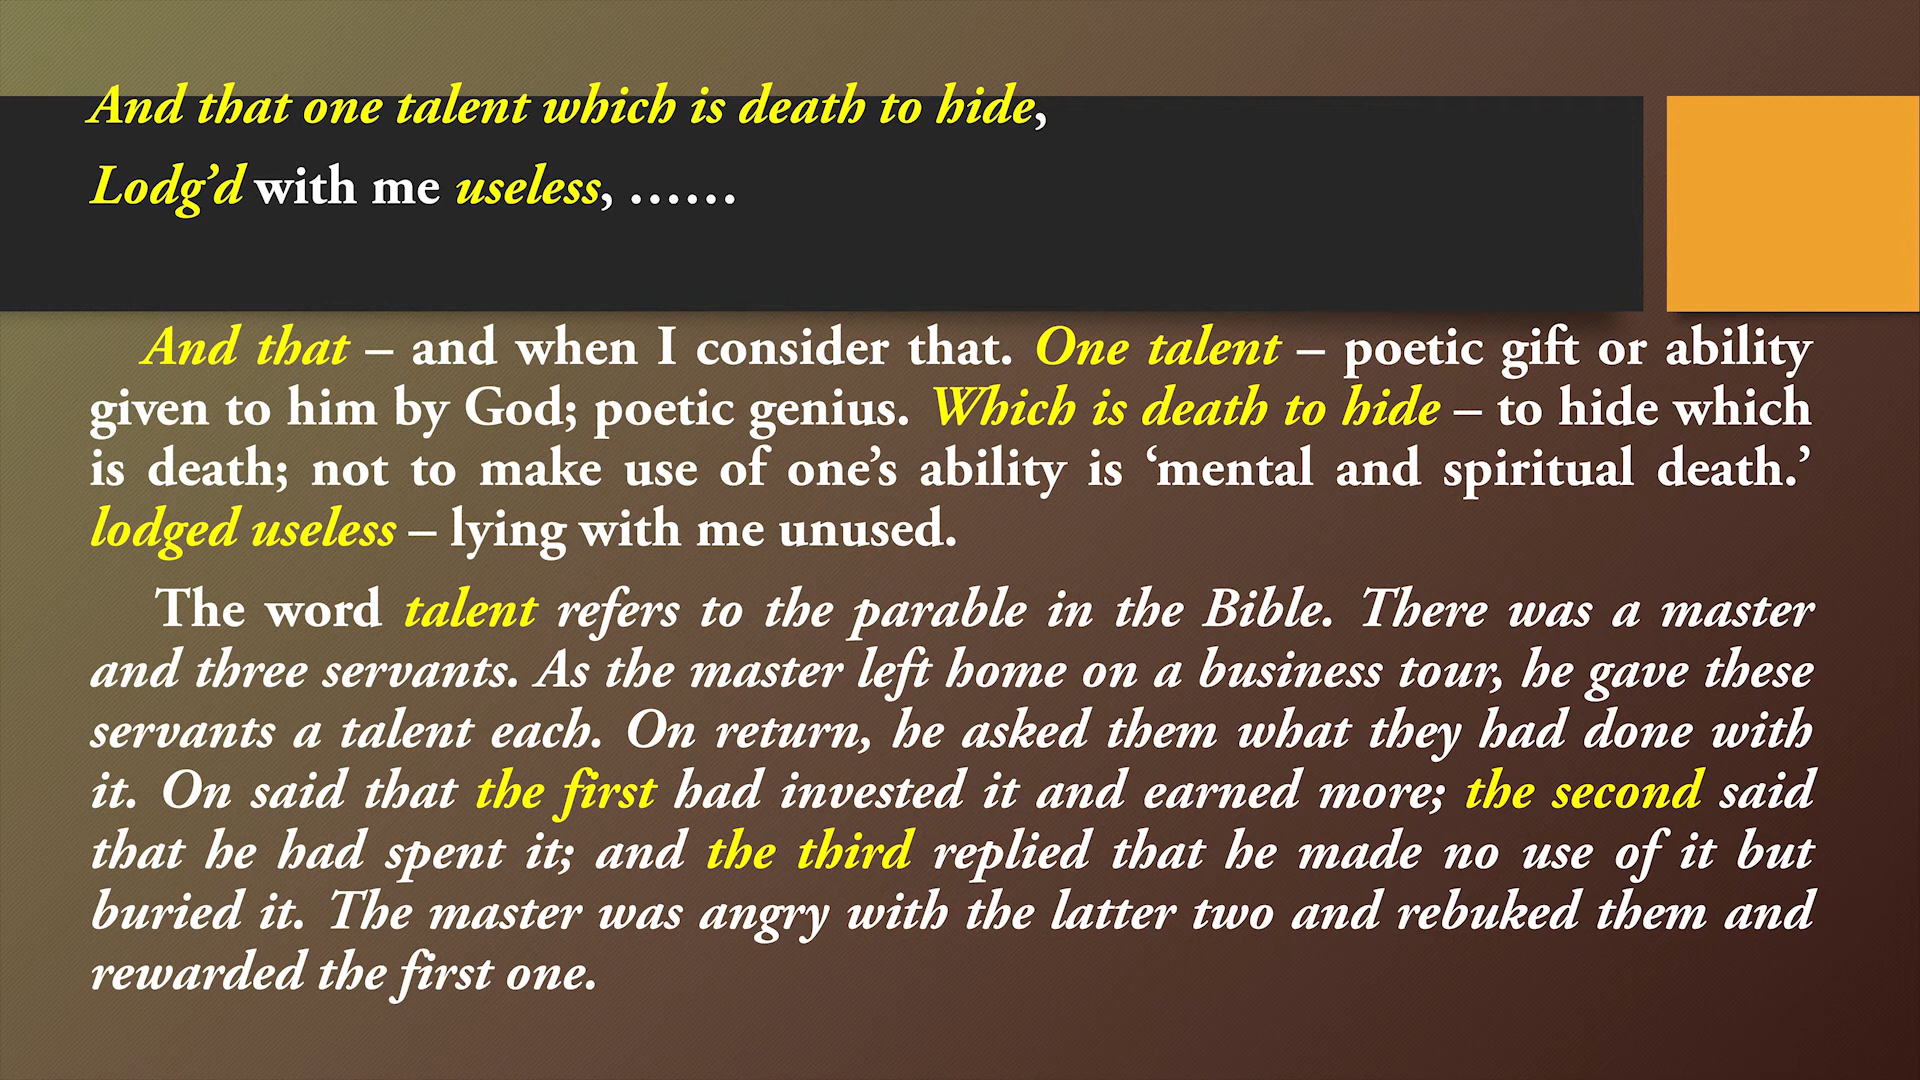 And that one talent which is death to hide,
Lodg’d with me useless, ......
And that – and when I consider that. One talent – poetic gift or ability
given to him by God; poetic genius. Which is death to hide – to hide which
is death; not to make use of one’s ability is ‘mental and spiritual death.’
lodged useless – lying with me unused.
The word talent refers to the parable in the Bible. There was a master
and three servants. As the master left home on a business tour, he gave these
servants a talent each. On return, he asked them what they had done with
it. On said that the first had invested it and earned more; the second said
that he had spent it; and the third replied that he made no use of it but
buried it. The master was angry with the latter two and rebuked them and
rewarded the first one.